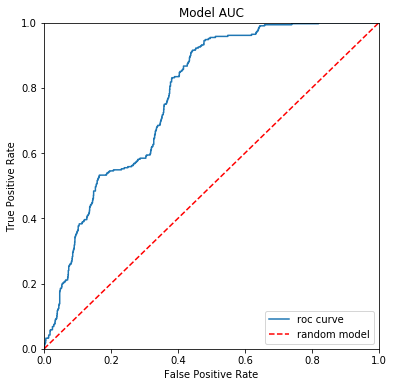 Model AUC
True Positive Rate
1.0
0.8
0.6
0.4
0.2
0.0
roc curve
random model
0.0 0.2 0.4 0.6 0.8 1.0
False Positive Rate